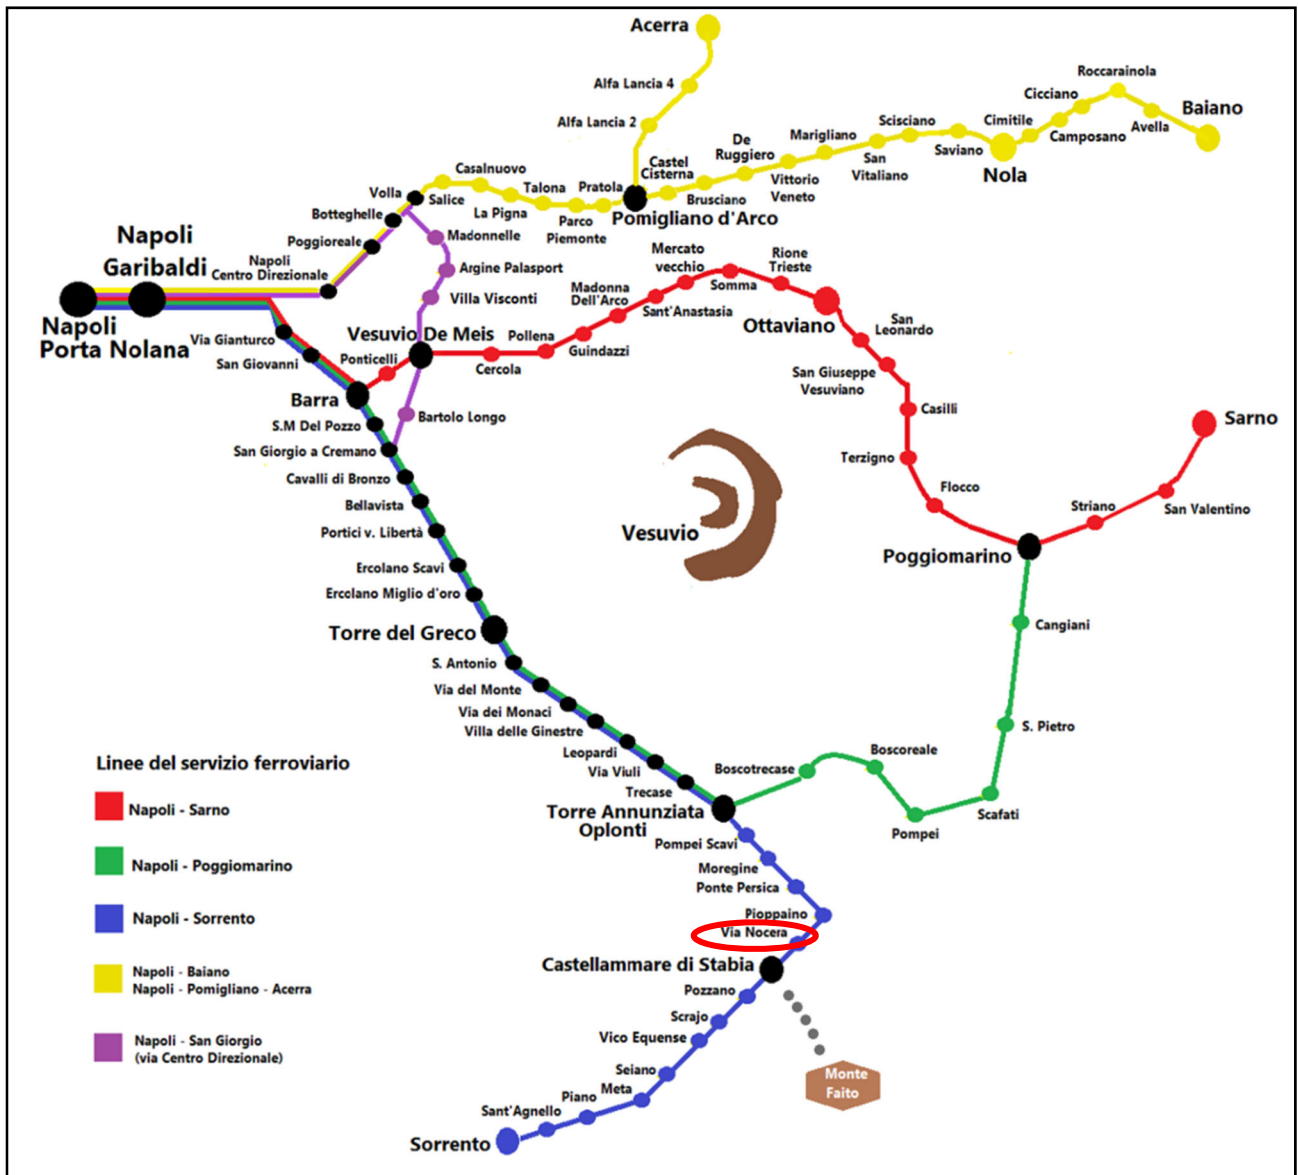 Acerra
Alfa Lancia 4
Alfa Lancia 2
Roccarainola
Cicciano
Baiano
Cimitile
Camposano
Avella
Scisciano
Saviano
Nola
Marigliano
San
Vitaliano
De
Ruggiero
Vittorio
Veneto
Castel
Cisterna
Brusciano
Pomigliano d'Arco
Pratola
Parco
Piemonte
Talona
La Pigna
Casalnuovo
Salice
Volla
Botteghelle
Poggioreale
Napoli
Centro Direzionale
Napoli
Garibaldi
Napoli
Porta Nolana
Madonnelle
Argine Palasport
Villa Visconti
Vesuvio De Meis
Bartolo Longo
Via Gianturco
San Giovanni
Ponticelli
Barra
Cercola
Pollena
Guindazzi
Madonna
Dell'Arco
Sant'Anastasia
Mercato
vecchio
Somma
Rione
Trieste
Ottaviano
San
Leonardo
San Giuseppe
Vesuviano
Casilli
Terzigno
Flocco
Poggiomarino
Striano
San Valentino
Sarno
Vesuvio
S.M Del Pozzo
San Giorgio a Cremano
Cavalli di Bronzo
Bellavista
Portici v. Libertà
Ercolano Scavi
Ercolano Miglio d'oro
Torre del Greco
S. Antonio
Via del Monte
Via dei Monaci
Villa delle Ginestre
Leopardi
Via Viuli
Trecase
Torre Annunziata
Oplonti
Boscotrecase
Boscoreale
Pompei
Scafati
S. Pietro
Cangiani
Pompei Scavi
Moregine
Ponte Persica
Pioppaino
Via Nocera
Castellammare di Stabia
Pozzano
Scrajo
Vico Equense
Seiano
Meta
Piano
Sant'Agnello
Sorrento
Monte
Faito
Linee del servizio ferroviario
Napoli - Sarno
Napoli - Poggiomarino
Napoli - Sorrento
Napoli - Baiano
Napoli - Pomigliano - Acerra
Napoli - San Giorgio
(via Centro Direzionale)